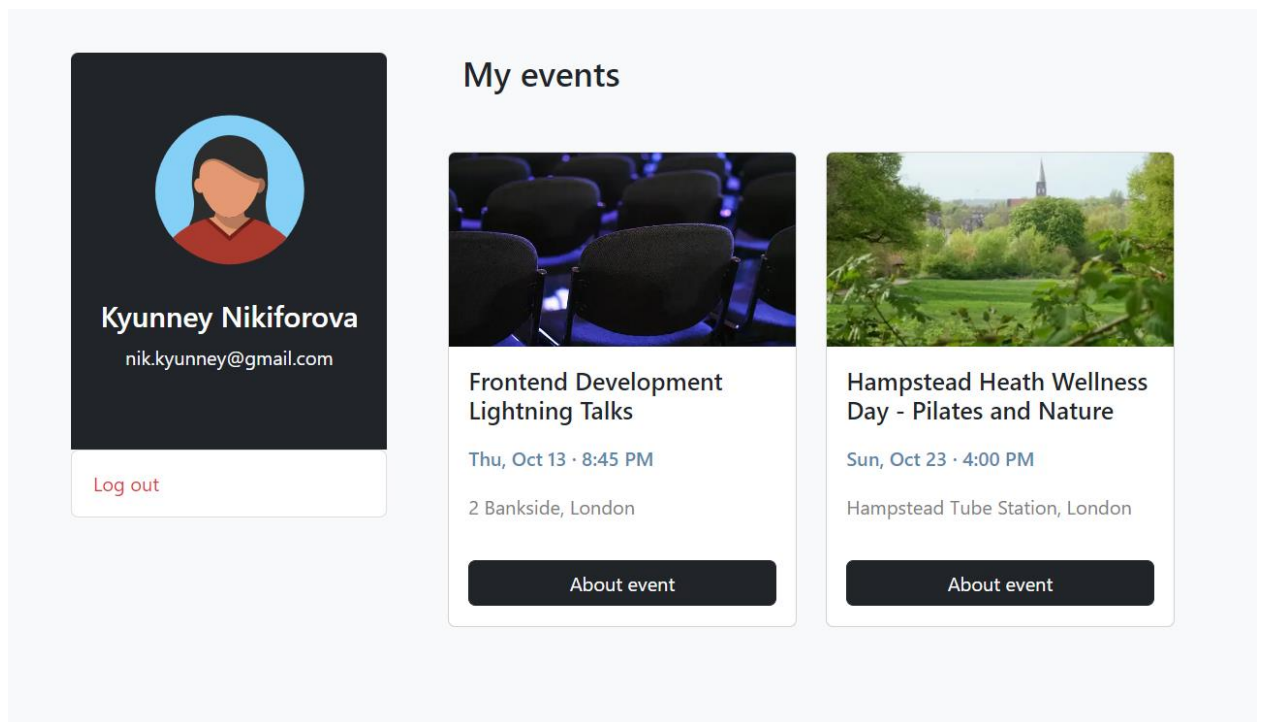 My events
Kyunney Nikiforova
nik.kyunney@gmail.com
Log out
Frontend Development
Lightning Talks
Thu, Oct 13 · 8:45 PM
2 Bankside, London
About event
Hampstead Heath Wellness
Day - Pilates and Nature
Sun, Oct 23 · 4:00 PM
Hampstead Tube Station, London
About event